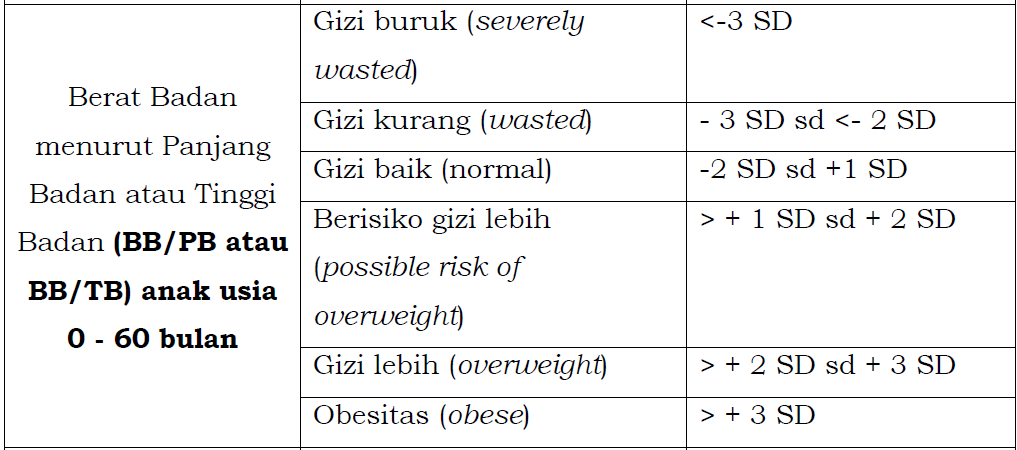 Berat Badan
menurut Panjang
Badan atau Tinggi
Badan (BB/PB atau
BB/TB) anak usia
0 - 60 bulan
Gizi buruk (severely
wasted)
<-3 SD
Gizi kurang (wasted)
- 3 SD sd <- 2 SD
Gizi baik (normal)
-2 SD sd +1 SD
Berisiko gizi lebih
(possible risk of
overweight)
> + 1 SD sd + 2 SD
Gizi lebih (overweight)
> + 2 SD sd + 3 SD
Obesitas (obese)
> + 3 SD